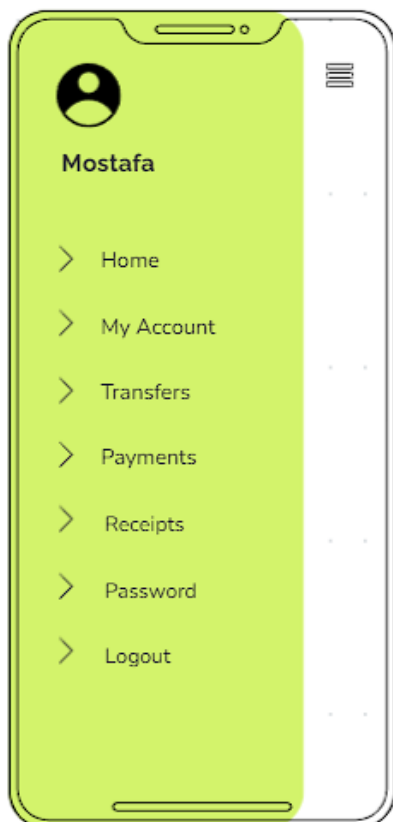 Mostafa
Home
My Account
Transfers
Payments
Receipts
Password
Logout